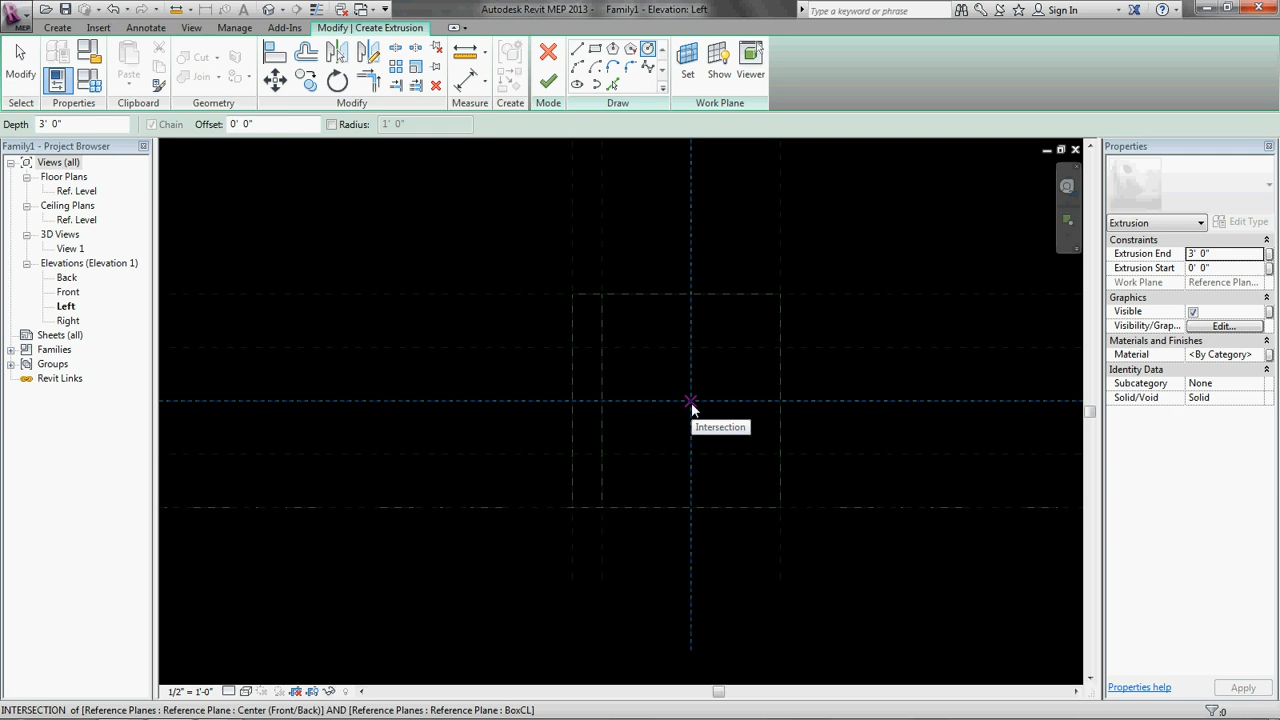 Autodesk Revit MEP 2013 - Family1 - Elevation: Left
Type a keyword or phrase
Sign In
MEP
Create Insert Annotate View Manage Add-Ins Modify | Create Extrusion
Modify Paste Cut Join Set Show Viewer
Select Properties Clipboard Geometry Modify Measure Create Mode Draw Work Plane
Depth 3' 0" Chain Offset: 0' 0" Radius: 1' 0"
Family1 - Project Browser
Views (all)
Floor Plans
Ref. Level
Ceiling Plans
Ref. Level
3D Views
View 1
Elevations (Elevation 1)
Back
Front
Left
Right
Sheets (all)
Families
Groups
Revit Links
Intersection
Properties
Extrusion Edit Type
Constraints
Extrusion End 3' 0"
Extrusion Start 0' 0"
Work Plane Reference Plan...
Graphics
Visible
Visibility/Grap... Edit...
Materials and Finishes
Material <By Category>
Identity Data
Subcategory None
Solid/Void Solid
Properties help Apply
1/2" = 1'-0"
INTERSECTION of [Reference Planes : Reference Plane : Center (Front/Back)] AND [Reference Planes : Reference Plane : BoxCL]
:0